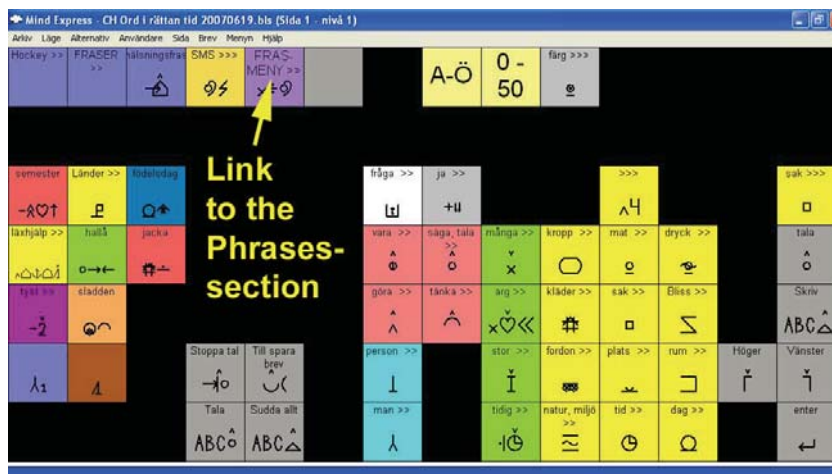 Mind Express - CH Ord i rättan tid 20070619.bls (Sida 1 - nivå 1)
Arkiv Läge Alternativ Användare Sida Brev Menyn Hjälp
Hockey >> FRASER >> hälsningsfras SMS >>> FRAS-MENY >> A-Ö 0 - 50 färg >>>
Link
to the
Phrases-
section
semester Länder >> födelsdag fråga >> ja >> >>> sak >>>
läxhjälp >> hallå jacka vara >> säga, tala >> många >> kropp >> mat >> dryck >> tala
tjej >> sladden göra >> tänka >> arg >> kläder >> sak >> Bliss >> Skriv
ABC
Stoppa tal Till spara brev person >> stor >> fordon >> plats >> rum >> Höger Vänster
Tala Sudda allt man >> tidig >> natur, miljö >> tid >> dag >> enter
ABC ABC